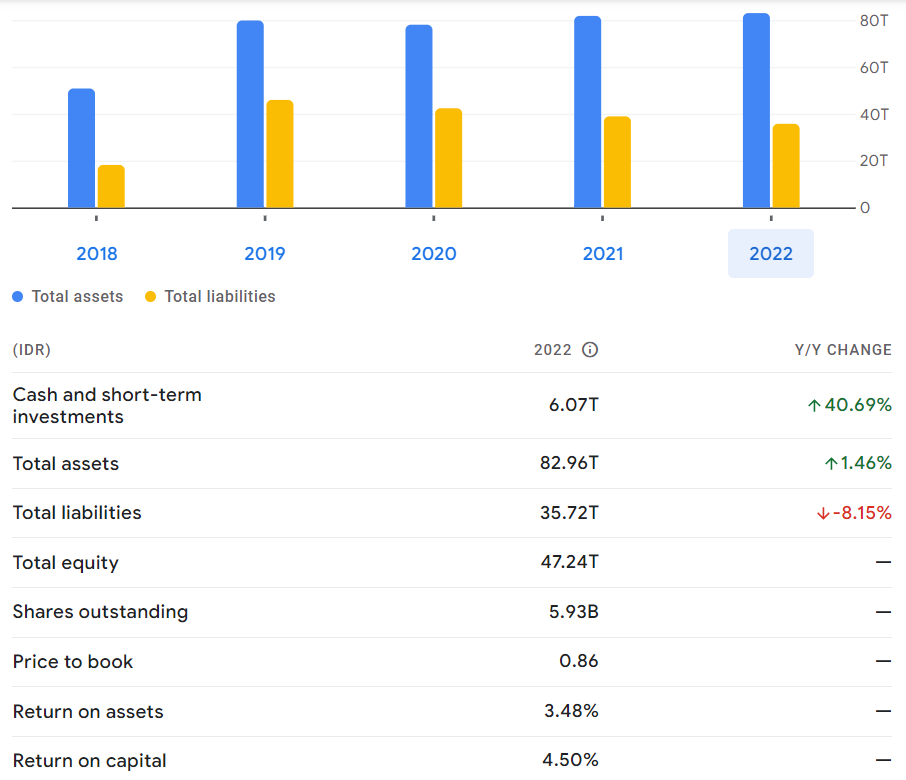 80T
60T
40T
20T
0
2018 2019 2020 2021 2022
Total assets Total liabilities
(IDR) 2022 Y/Y CHANGE
Cash and short-term
investments 6.07T ↑40.69%
Total assets 82.96T ↑1.46%
Total liabilities 35.72T ↓-8.15%
Total equity 47.24T —
Shares outstanding 5.93B —
Price to book 0.86 —
Return on assets 3.48% —
Return on capital 4.50% —